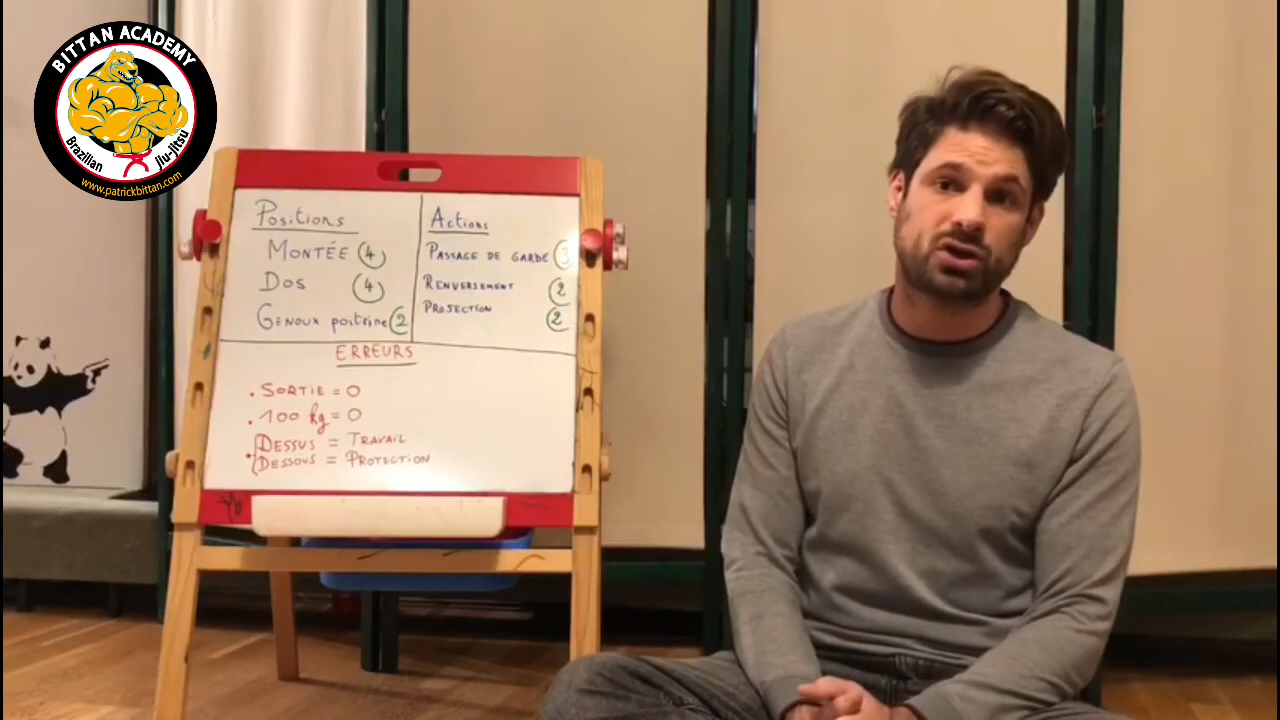 BITTAN ACADEMY
Brazilian Jiu-Jitsu
www.patrickbittan.com
Positions
MONTÉE 4
DOS 4
GENOUX poitrine 2
Actions
PASSAGE DE GARDE 3
RENVERSEMENT 2
PROJECTION 2
ERREURS
• SORTIE = 0
• 100 kg = 0
• DESSUS = TRAVAIL
DESSOUS = PROTECTION